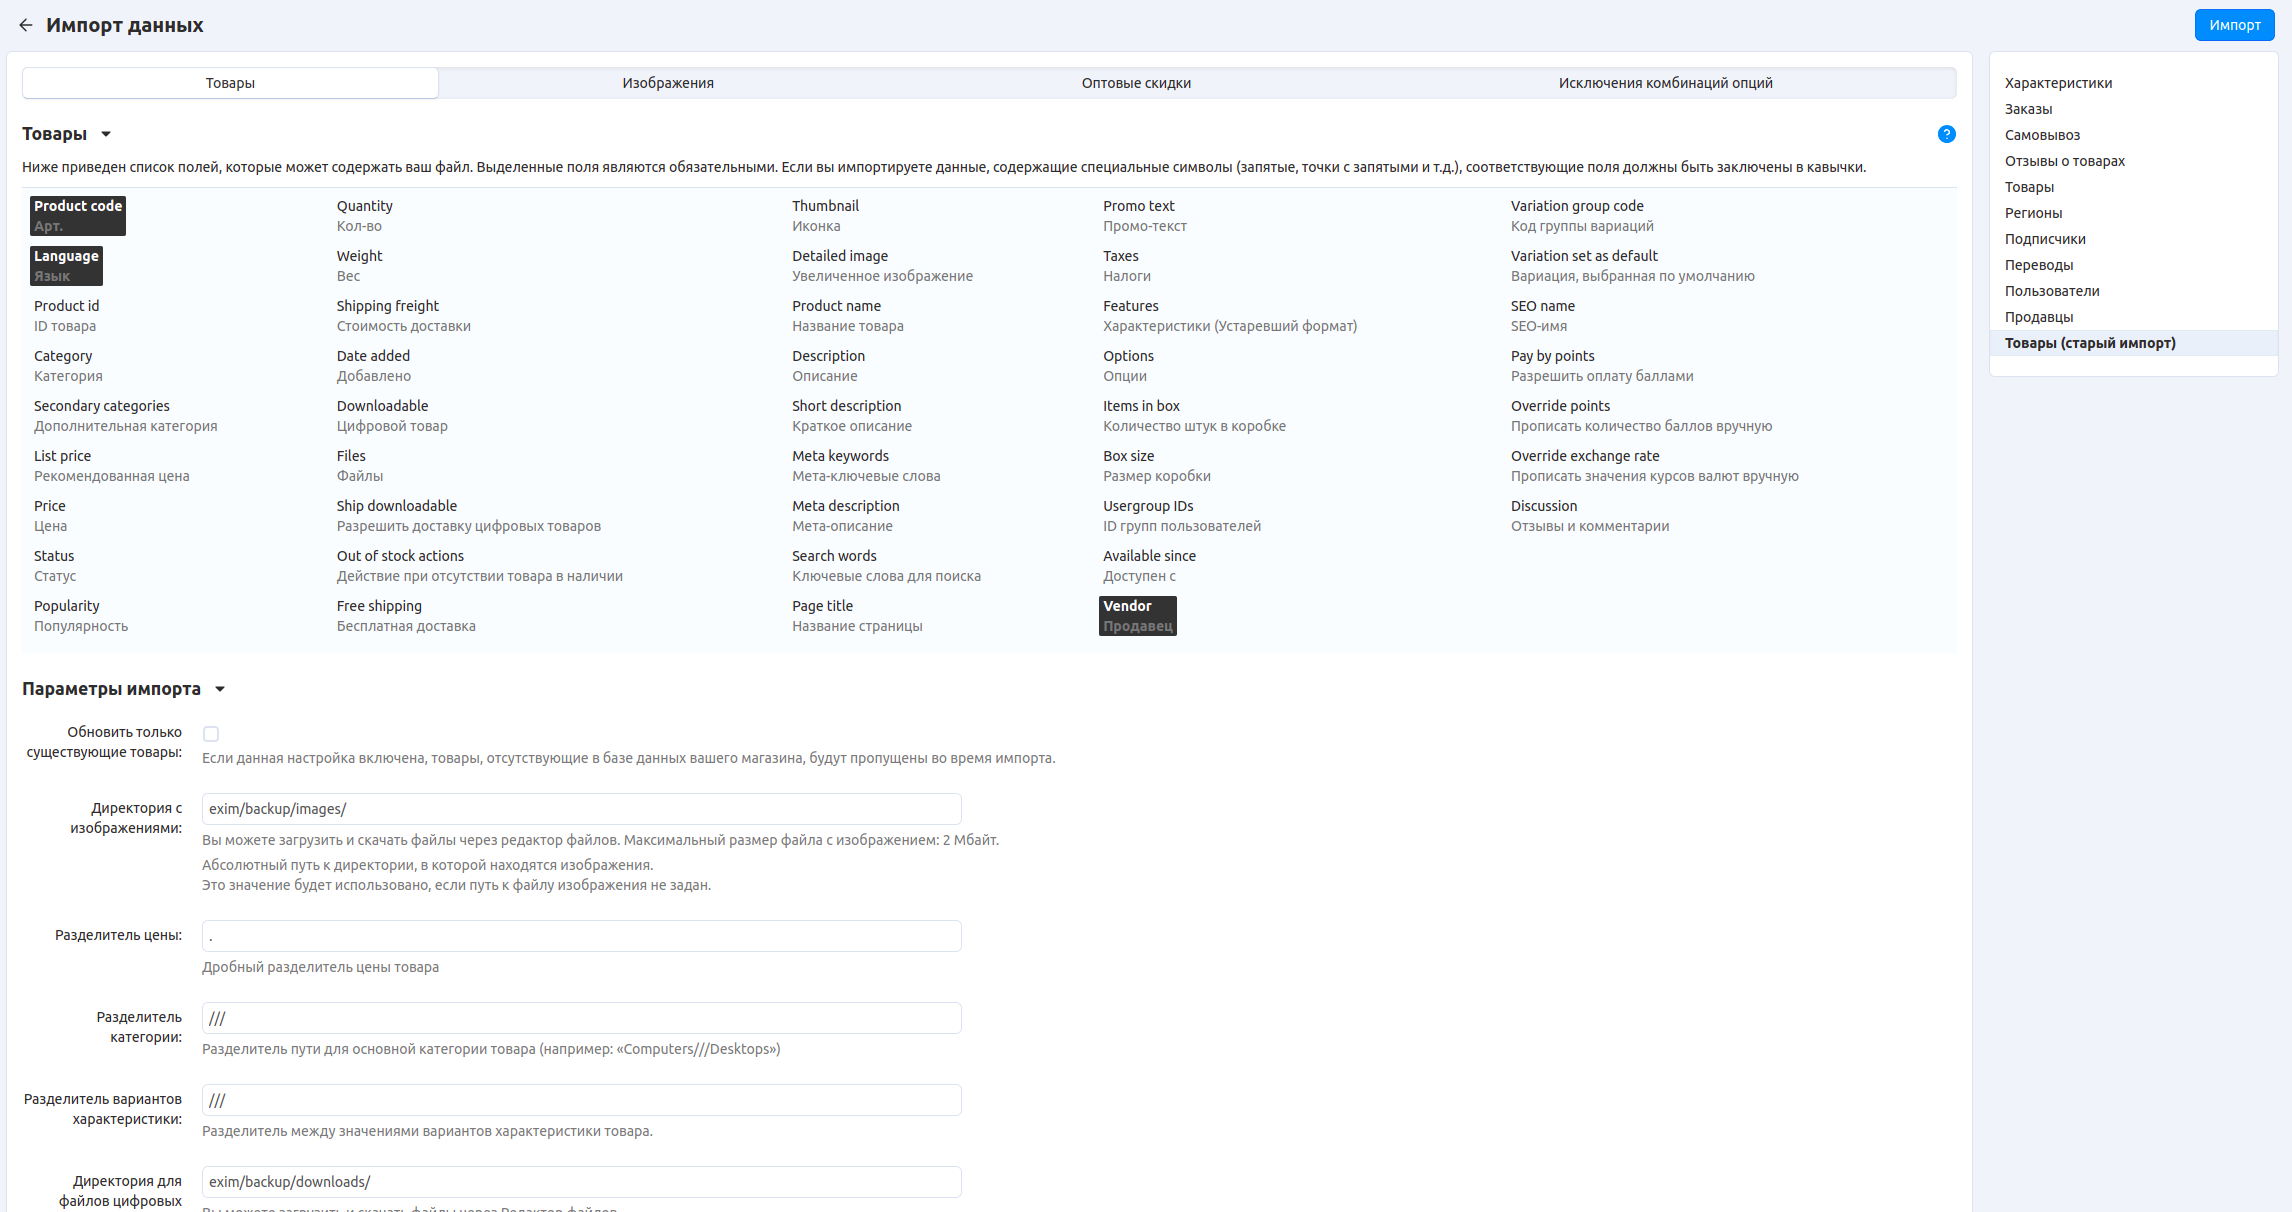 Импорт данных
Импорт
Товары
Изображения
Оптовые скидки
Исключения комбинаций опций
Товары
Ниже приведен список полей, которые может содержать ваш файл. Выделенные поля являются обязательными. Если вы импортируете данные, содержащие специальные символы (запятые, точки с запятыми и т.д.), соответствующие поля должны быть заключены в кавычки.
Product code
Арт.
Language
Язык
Product id
ID товара
Category
Категория
Secondary categories
Дополнительная категория
List price
Рекомендованная цена
Price
Цена
Status
Статус
Popularity
Популярность
Quantity
Кол-во
Weight
Вес
Shipping freight
Стоимость доставки
Date added
Добавлено
Downloadable
Цифровой товар
Files
Файлы
Ship downloadable
Разрешить доставку цифровых товаров
Out of stock actions
Действие при отсутствии товара в наличии
Free shipping
Бесплатная доставка
Thumbnail
Иконка
Detailed image
Увеличенное изображение
Product name
Название товара
Description
Описание
Short description
Краткое описание
Meta keywords
Мета-ключевые слова
Meta description
Мета-описание
Search words
Ключевые слова для поиска
Page title
Название страницы
Promo text
Промо-текст
Taxes
Налоги
Features
Характеристики (Устаревший формат)
Options
Опции
Items in box
Количество штук в коробке
Box size
Размер коробки
Usergroup IDs
ID групп пользователей
Available since
Доступен с
Vendor
Продавец
Variation group code
Код группы вариаций
Variation set as default
Вариация, выбранная по умолчанию
SEO name
SEO-имя
Pay by points
Разрешить оплату баллами
Override points
Прописать количество баллов вручную
Override exchange rate
Прописать значения курсов валют вручную
Discussion
Отзывы и комментарии
Параметры импорта
Обновить только
существующие товары:
Если данная настройка включена, товары, отсутствующие в базе данных вашего магазина, будут пропущены во время импорта.
Директория с
изображениями:
exim/backup/images/
Вы можете загрузить и скачать файлы через редактор файлов. Максимальный размер файла с изображением: 2 Мбайт.
Абсолютный путь к директории, в которой находятся изображения.
Это значение будет использовано, если путь к файлу изображения не задан.
Разделитель цены:
.
Дробный разделитель цены товара
Разделитель
категории:
///
Разделитель пути для основной категории товара (например: «Computers///Desktops»)
Разделитель вариантов
характеристики:
///
Разделитель между значениями вариантов характеристики товара.
Директория для
файлов цифровых
exim/backup/downloads/
Вы можете загрузить и скачать файлы через Редактор файлов.
Характеристики
Заказы
Самовывоз
Отзывы о товарах
Товары
Регионы
Подписчики
Переводы
Пользователи
Продавцы
Товары (старый импорт)